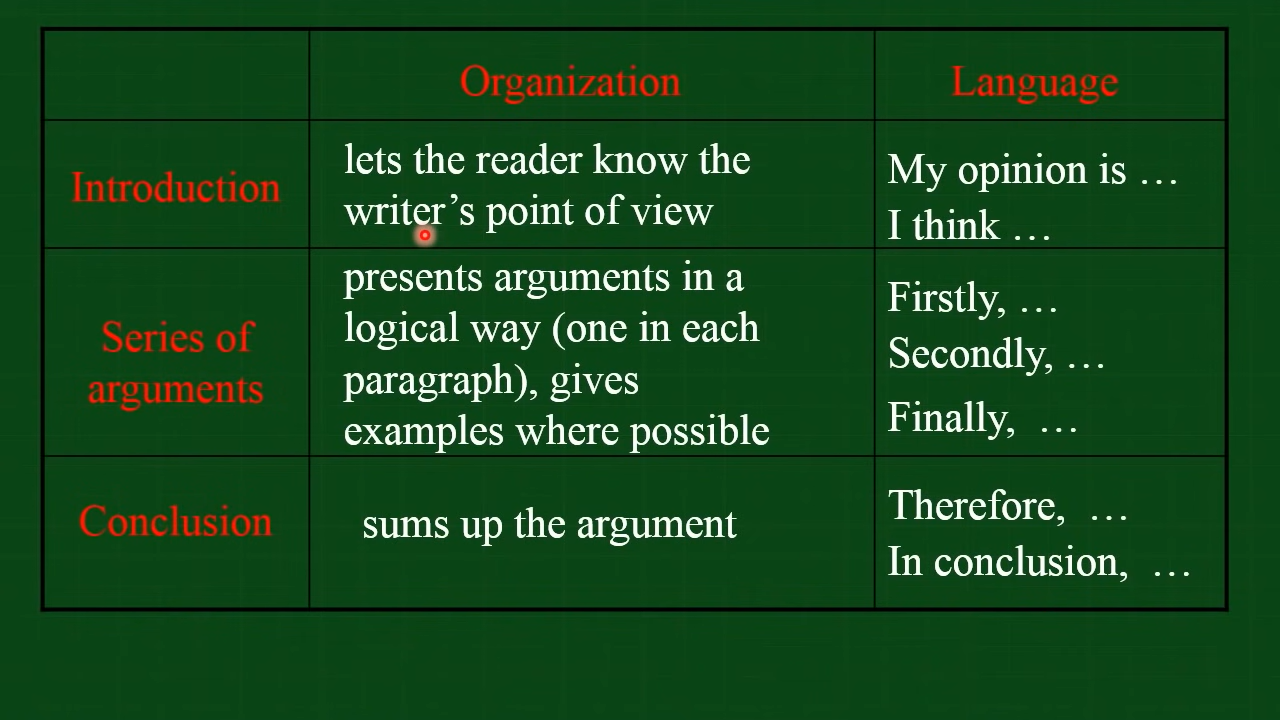 Organization
Language
Introduction
lets the reader know the
writer’s point of view
My opinion is …
I think …
Series of
arguments
presents arguments in a
logical way (one in each
paragraph), gives
examples where possible
Firstly, …
Secondly, …
Finally, …
Conclusion
sums up the argument
Therefore, …
In conclusion, …